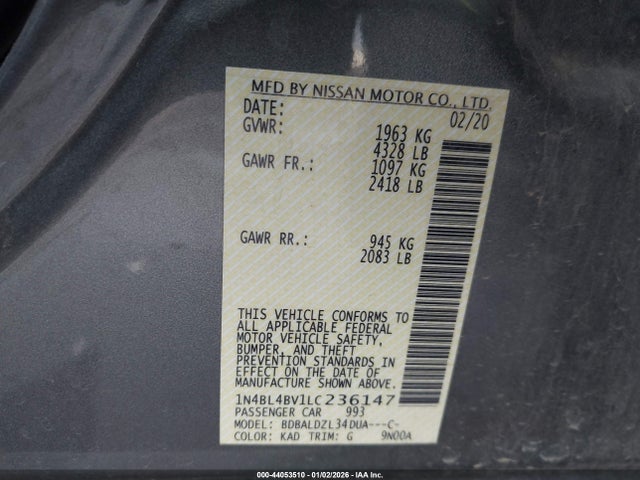 MFD BY NISSAN MOTOR CO., LTD.
DATE: 02/20
GVWR: 1963 KG
4328 LB
GAWR FR.: 1097 KG
2418 LB
GAWR RR.: 945 KG
2083 LB
THIS VEHICLE CONFORMS TO
ALL APPLICABLE FEDERAL
MOTOR VEHICLE SAFETY,
BUMPER, AND THEFT
PREVENTION STANDARDS IN
EFFECT ON THE DATE OF
MANUFACTURE SHOWN ABOVE.
1N4BL4BV1LC236147
PASSENGER CAR 993
MODEL: BDBALDZL34DUA---C-
COLOR: KAD TRIM: G 9N00A
000-44053510 - 01/02/2026 - IAA Inc.